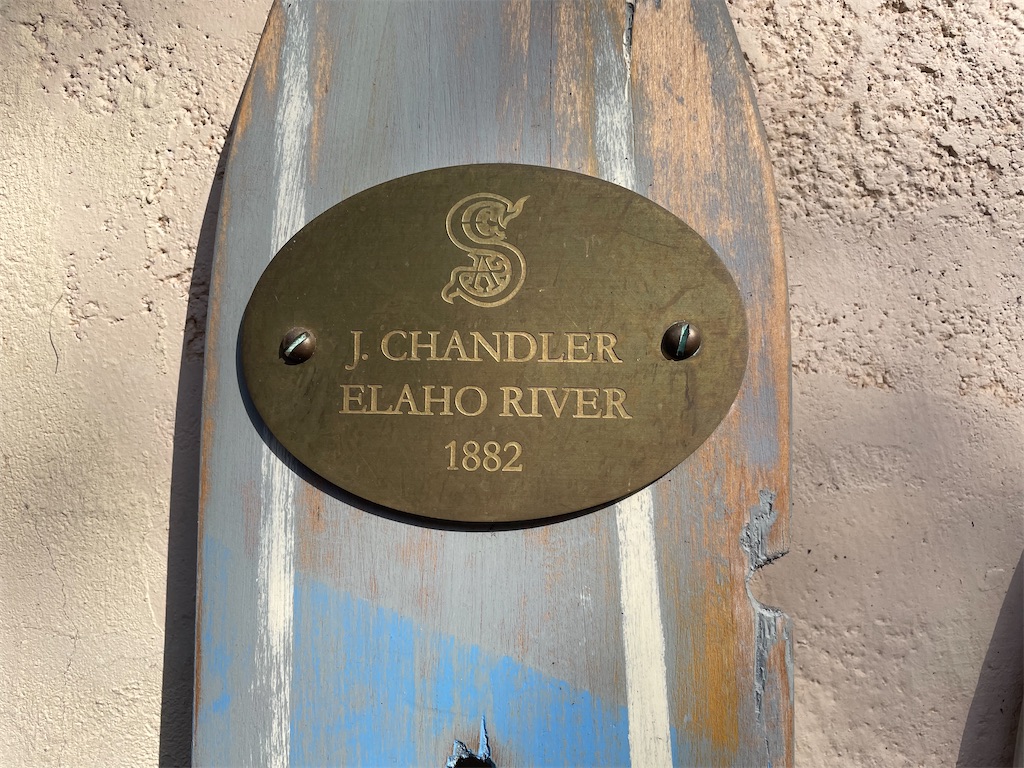 J. CHANDLER
ELAHO RIVER
1882